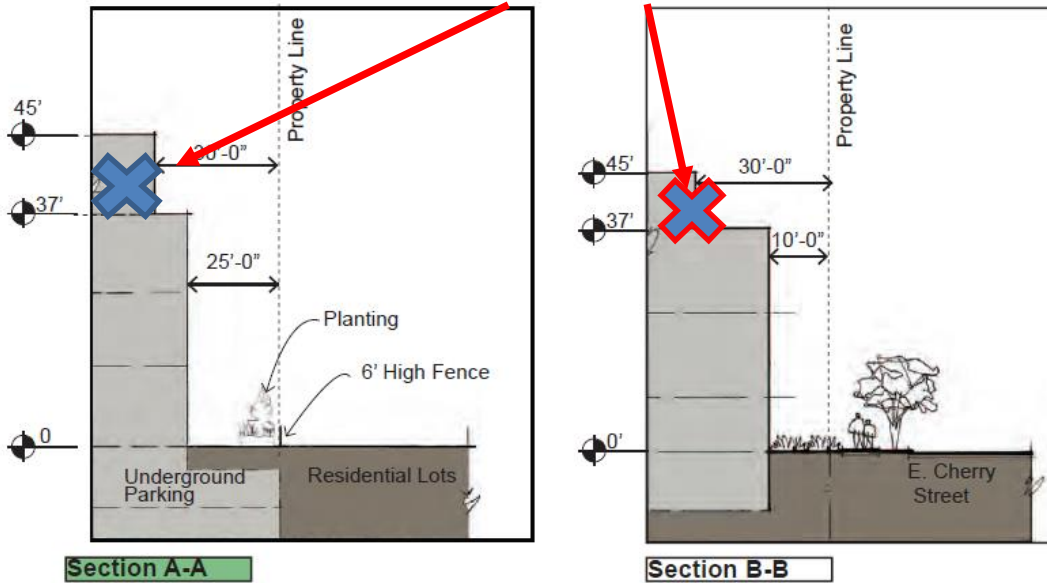 Property Line
45'
30'-0"
37'
25'-0"
Planting
6' High Fence
0
Underground
Parking
Residential Lots
Section A-A
Property Line
45'
30'-0"
37'
10'-0"
0'
E. Cherry
Street
Section B-B